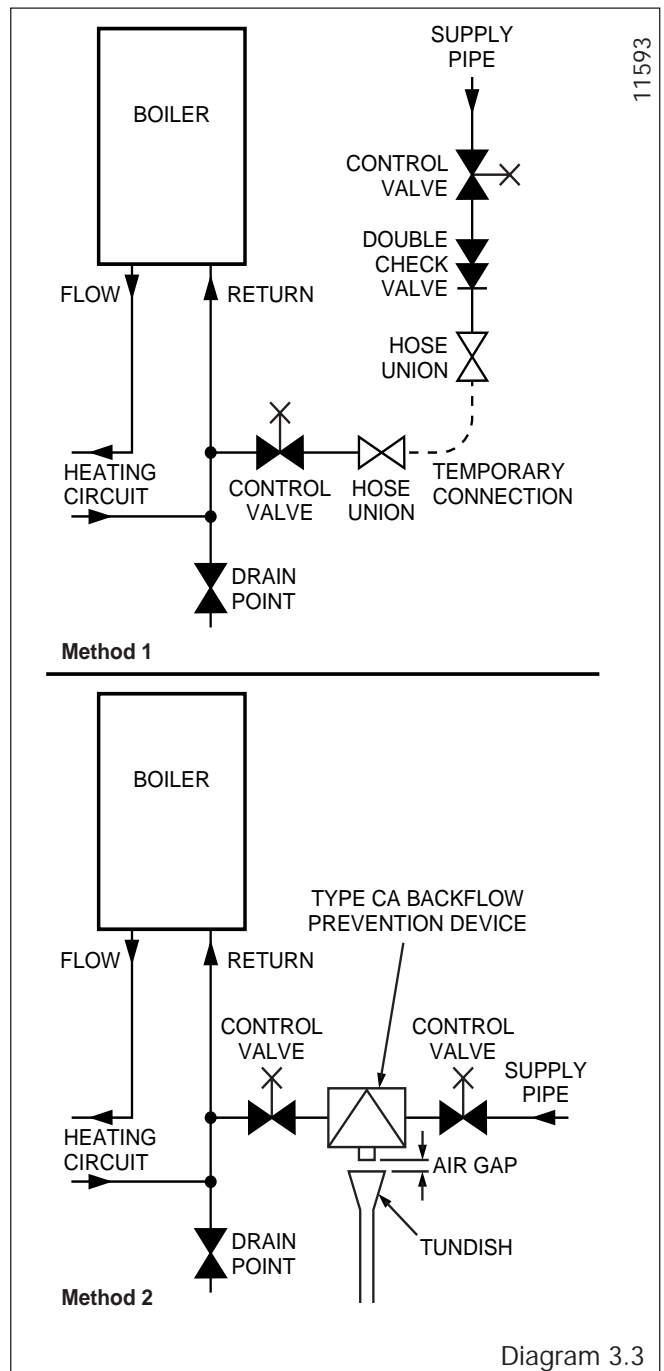 11593
SUPPLY
PIPE
BOILER
CONTROL
VALVE
DOUBLE
CHECK
VALVE
FLOW
RETURN
HOSE
UNION
HEATING
CIRCUIT
CONTROL
VALVE
HOSE
UNION
TEMPORARY
CONNECTION
DRAIN
POINT
Method 1
BOILER
TYPE CA BACKFLOW
PREVENTION DEVICE
FLOW
RETURN
CONTROL
VALVE
CONTROL
VALVE
SUPPLY
PIPE
HEATING
CIRCUIT
AIR GAP
DRAIN
POINT
TUNDISH
Method 2
Diagram 3.3